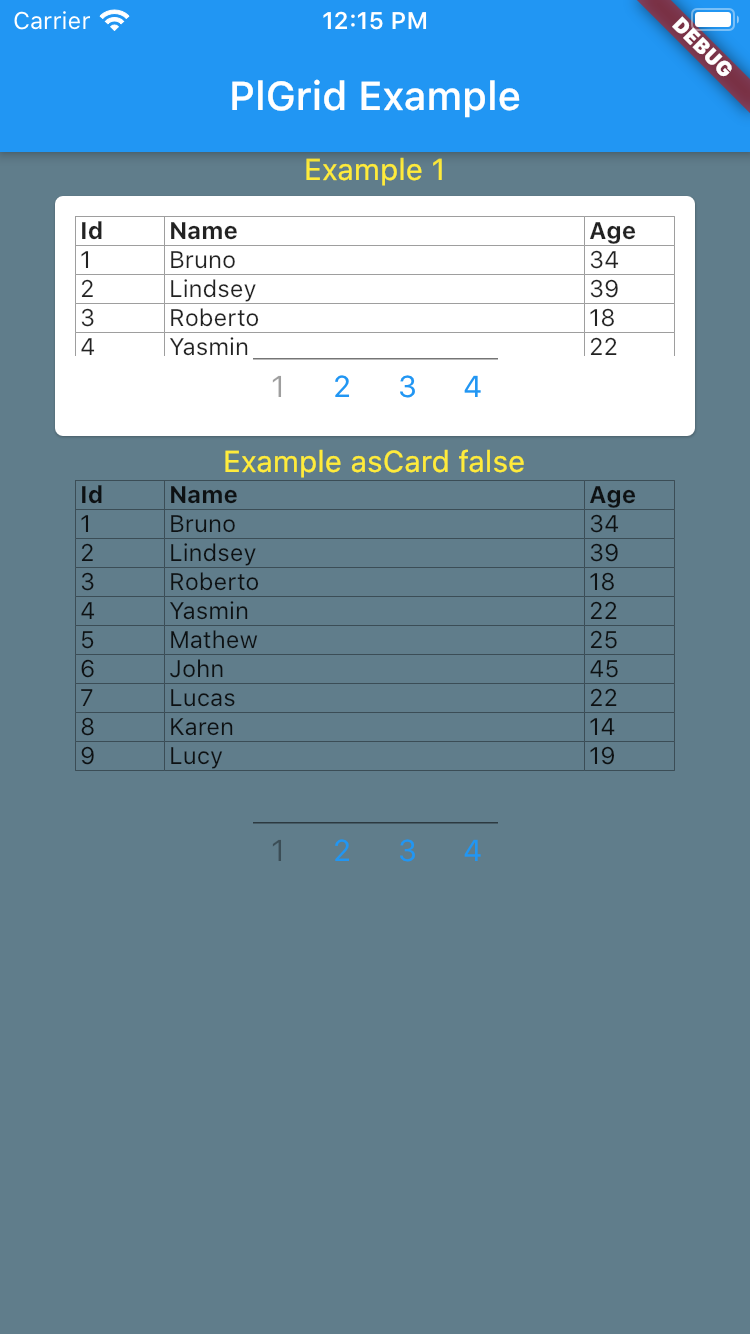 Carrier 12:15 PM
DEBUG
PlGrid Example
Example 1
Id Name Age
1 Bruno 34
2 Lindsey 39
3 Roberto 18
4 Yasmin 22
1 2 3 4
Example asCard false
Id Name Age
1 Bruno 34
2 Lindsey 39
3 Roberto 18
4 Yasmin 22
5 Mathew 25
6 John 45
7 Lucas 22
8 Karen 14
9 Lucy 19
1 2 3 4